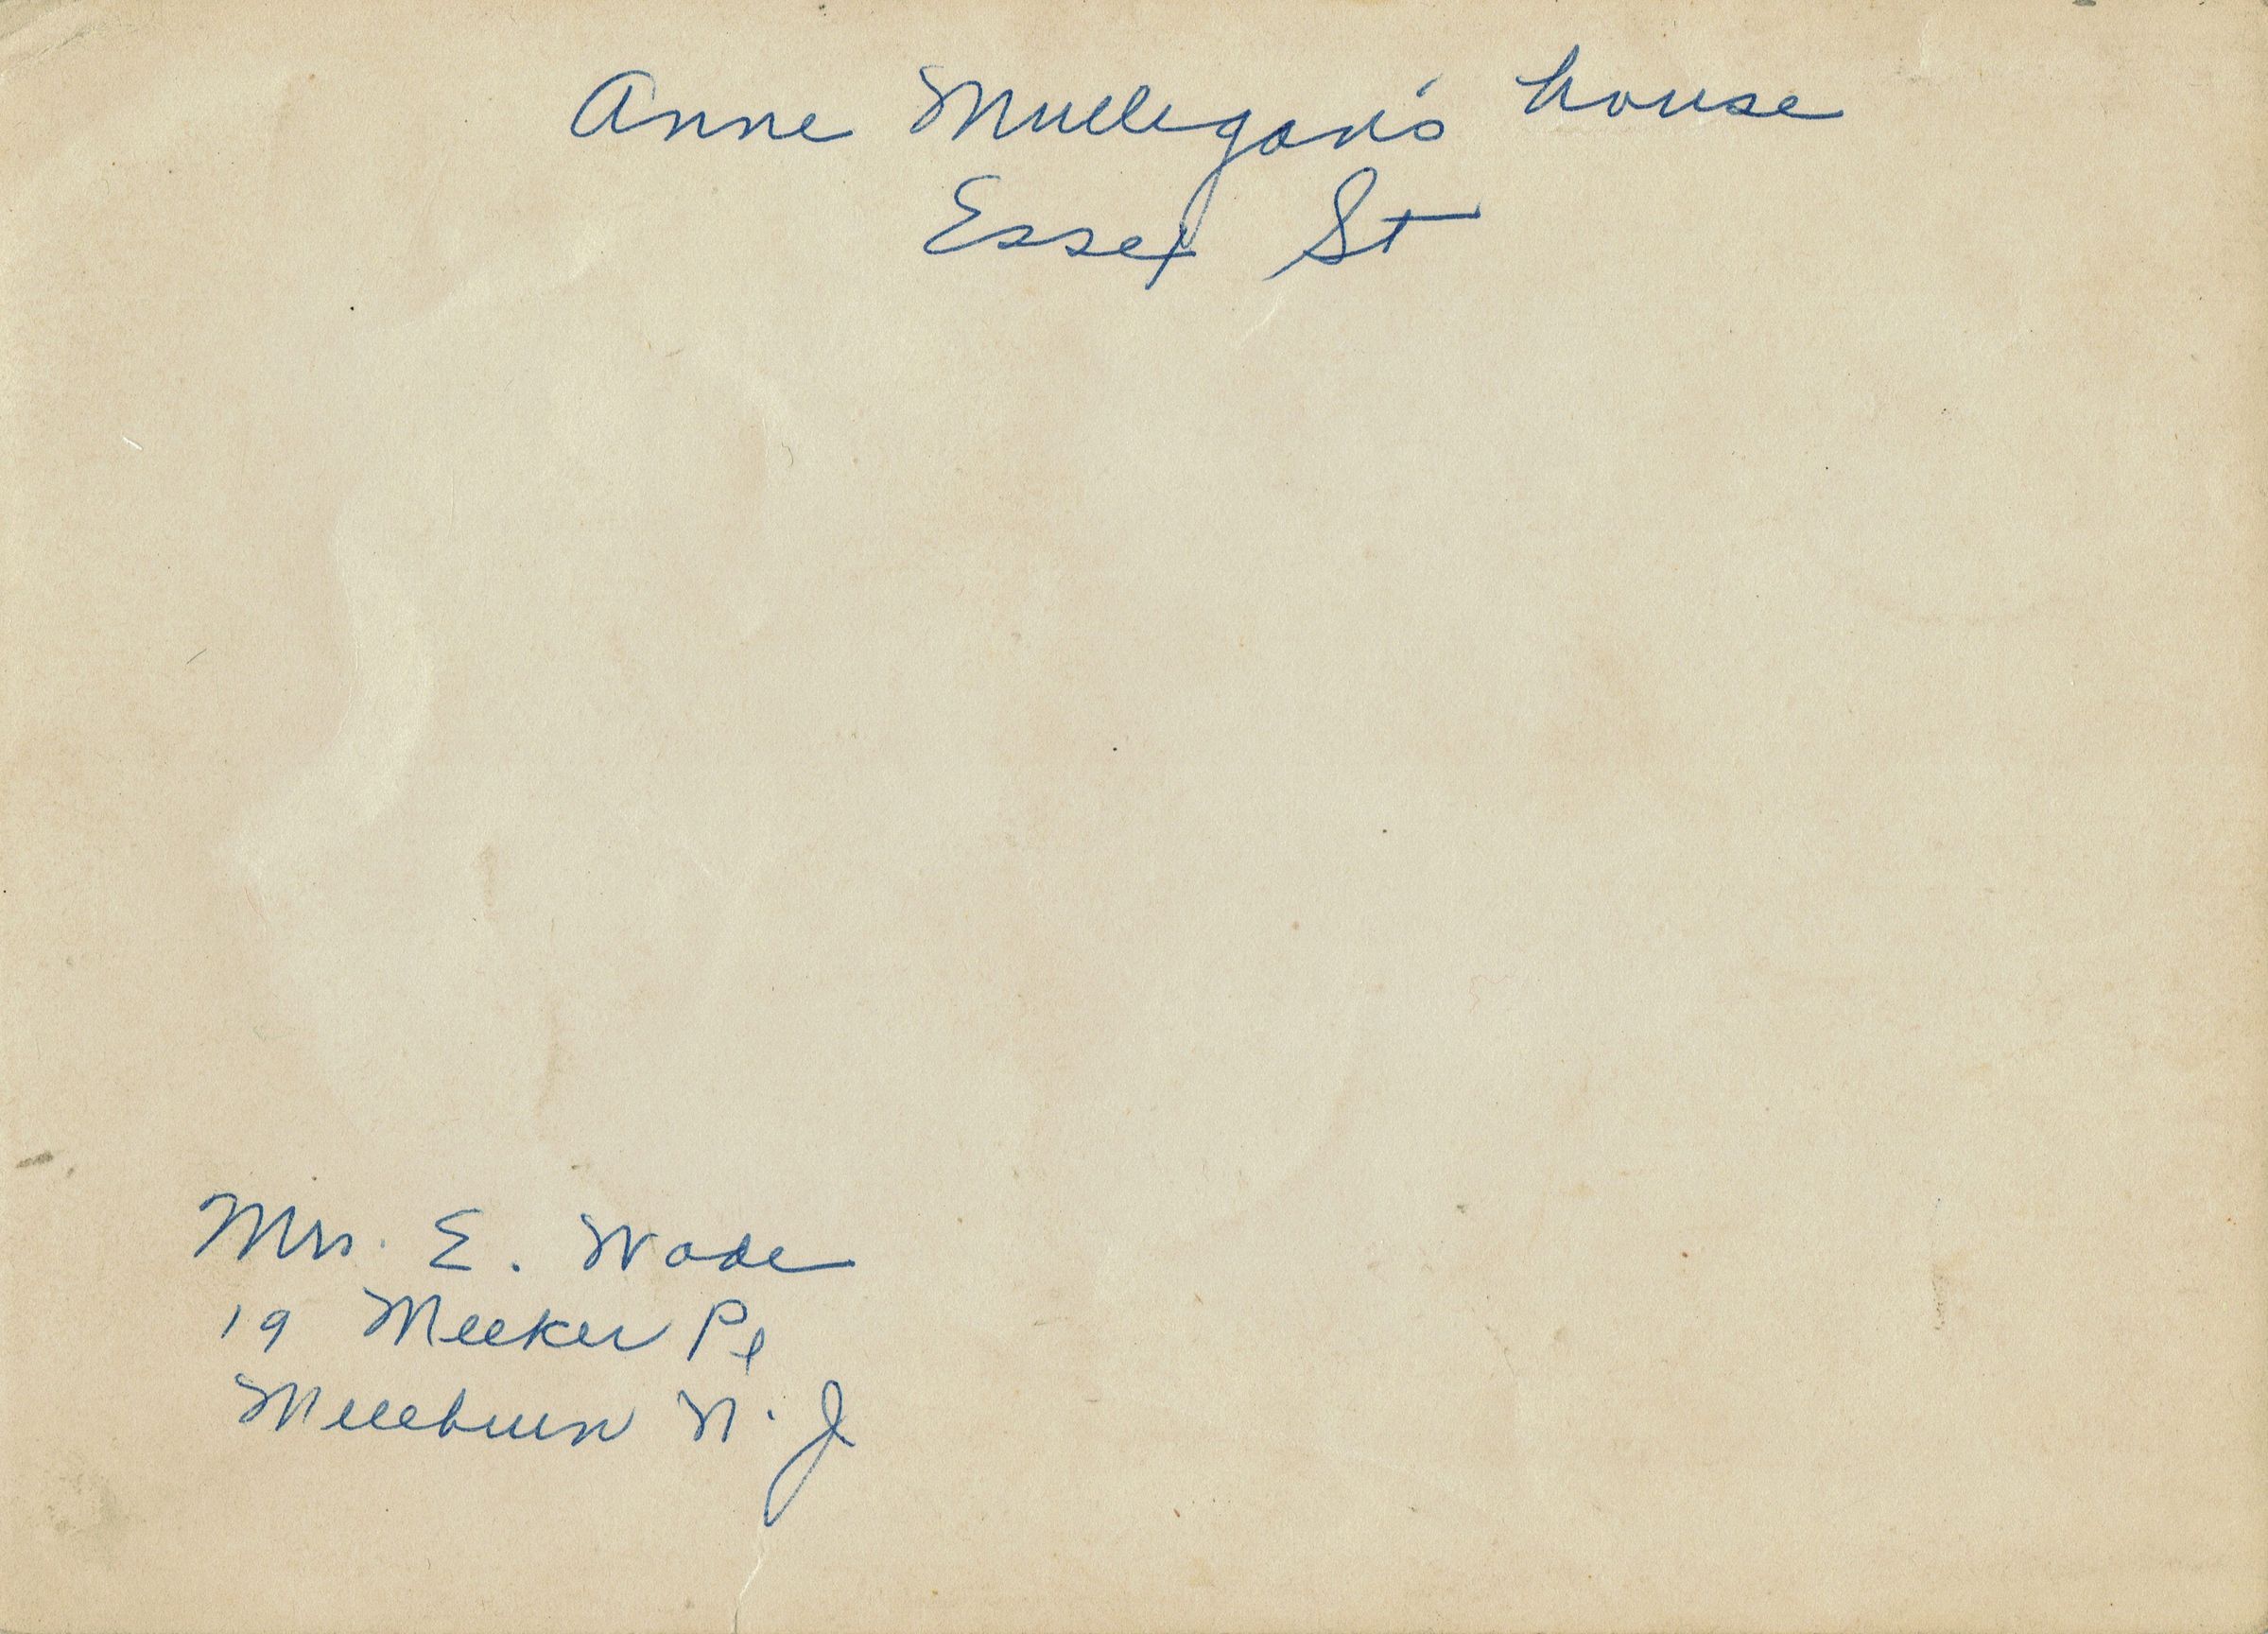 Anne Mulligan's house
Essex St
Mrs. E. Wade
19 Meeker Pl
Millburn N.J